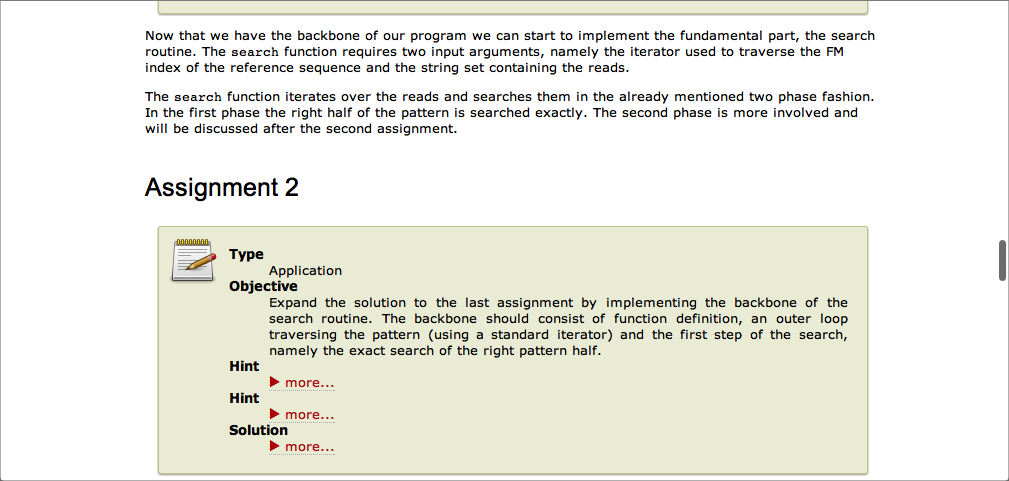 Now that we have the backbone of our program we can start to implement the fundamental part, the search
routine. The search function requires two input arguments, namely the iterator used to traverse the FM
index of the reference sequence and the string set containing the reads.
The search function iterates over the reads and searches them in the already mentioned two phase fashion.
In the first phase the right half of the pattern is searched exactly. The second phase is more involved and
will be discussed after the second assignment.
Assignment 2
Type
Application
Objective
Expand the solution to the last assignment by implementing the backbone of the
search routine. The backbone should consist of function definition, an outer loop
traversing the pattern (using a standard iterator) and the first step of the search,
namely the exact search of the right pattern half.
Hint
more...
Hint
more...
Solution
more...